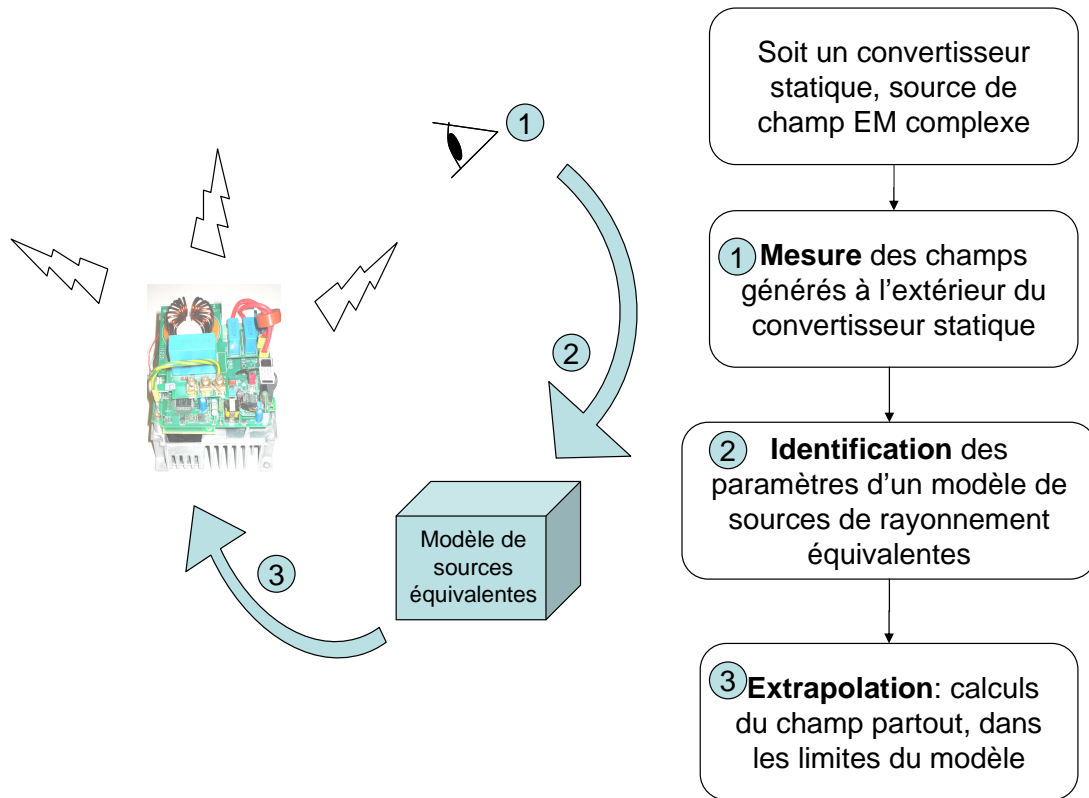 1
2
Modèle de
sources
équivalentes
3
Soit un convertisseur
statique, source de
champ EM complexe
1 Mesure des champs
générés à l’extérieur du
convertisseur statique
2 Identification des
paramètres d’un modèle de
sources de rayonnement
équivalentes
3 Extrapolation: calculs
du champ partout, dans
les limites du modèle